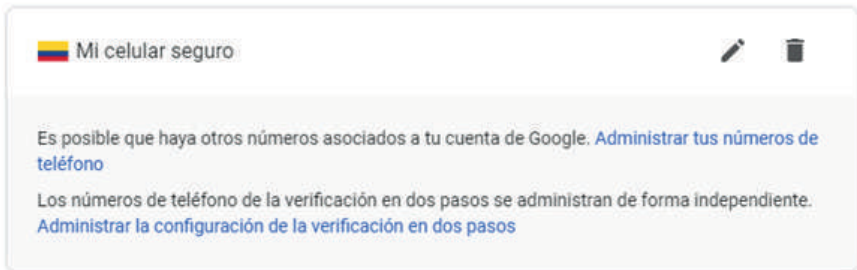 Mi celular seguro
Es posible que haya otros números asociados a tu cuenta de Google. Administrar tus números de
teléfono
Los números de teléfono de la verificación en dos pasos se administran de forma independiente.
Administrar la configuración de la verificación en dos pasos